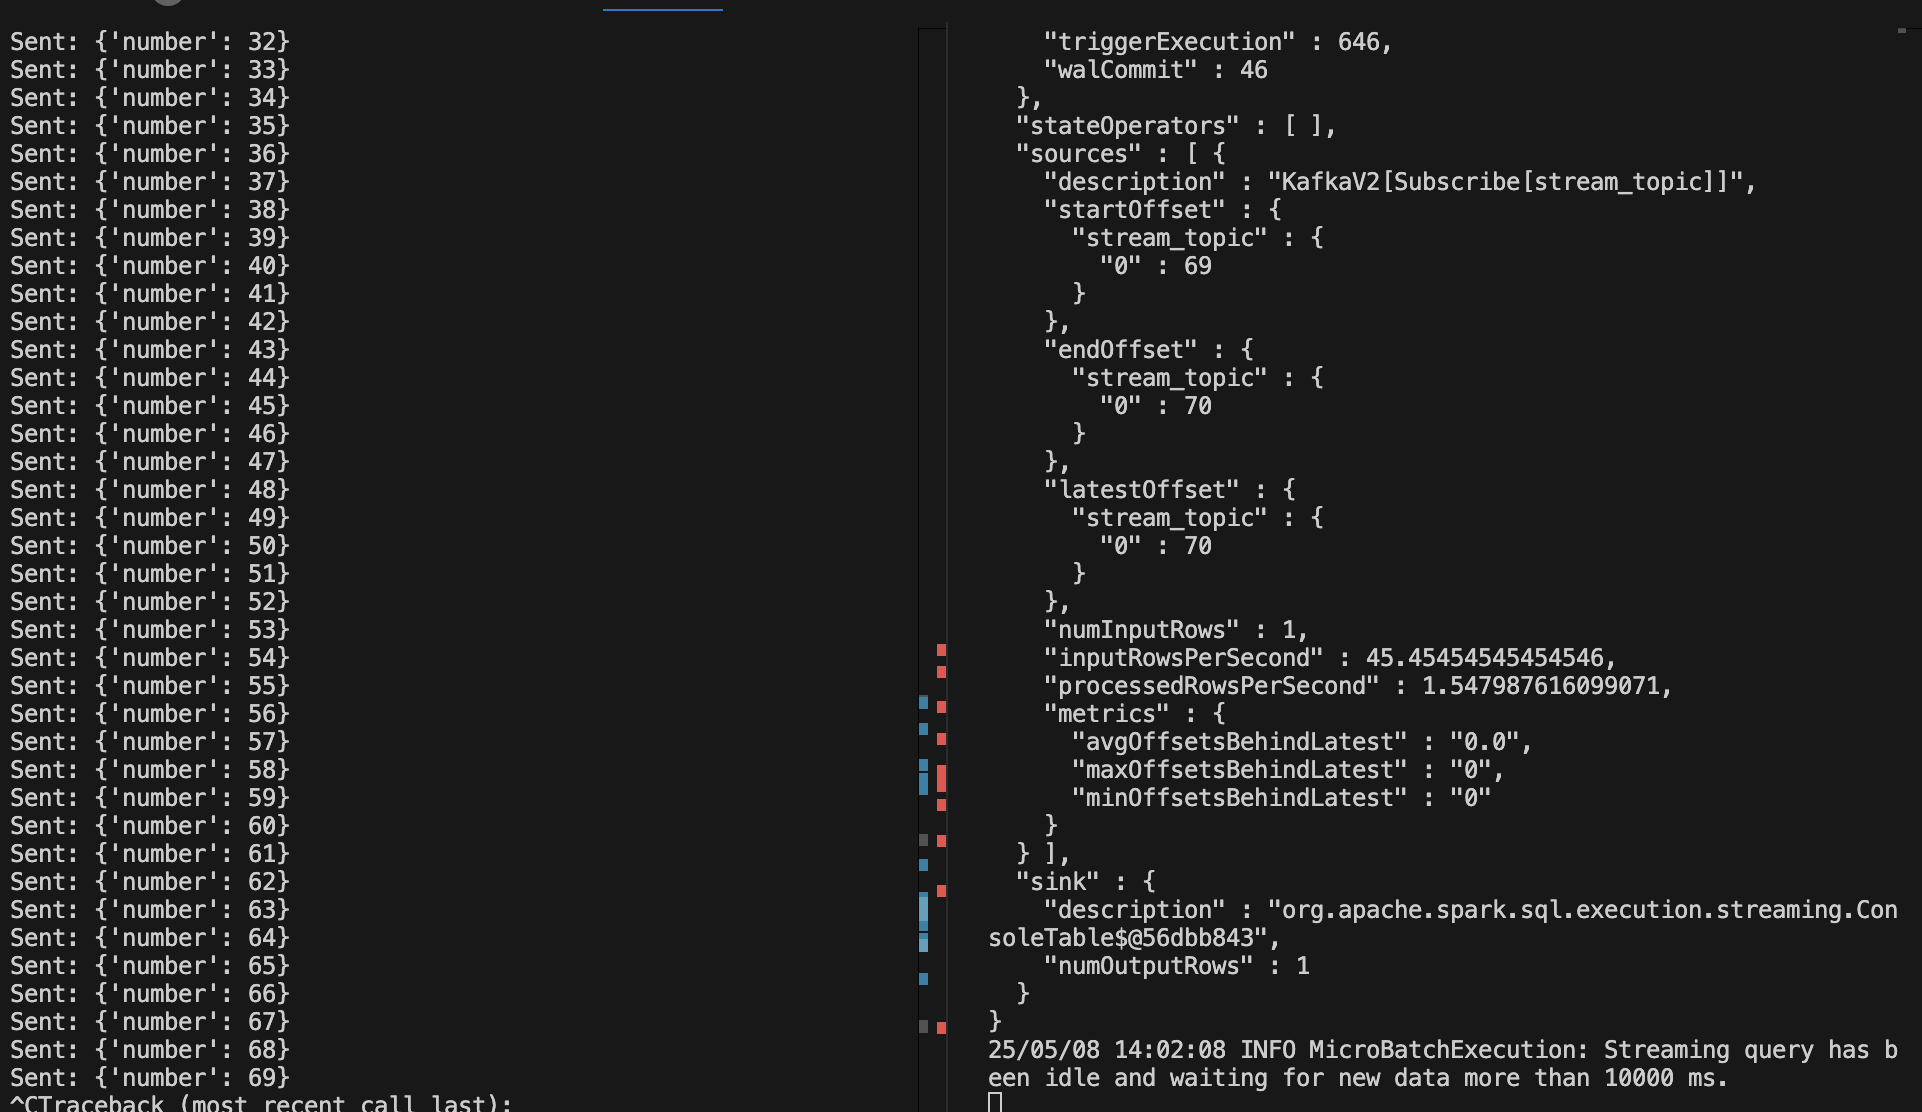 Sent: {'number': 32}
Sent: {'number': 33}
Sent: {'number': 34}
Sent: {'number': 35}
Sent: {'number': 36}
Sent: {'number': 37}
Sent: {'number': 38}
Sent: {'number': 39}
Sent: {'number': 40}
Sent: {'number': 41}
Sent: {'number': 42}
Sent: {'number': 43}
Sent: {'number': 44}
Sent: {'number': 45}
Sent: {'number': 46}
Sent: {'number': 47}
Sent: {'number': 48}
Sent: {'number': 49}
Sent: {'number': 50}
Sent: {'number': 51}
Sent: {'number': 52}
Sent: {'number': 53}
Sent: {'number': 54}
Sent: {'number': 55}
Sent: {'number': 56}
Sent: {'number': 57}
Sent: {'number': 58}
Sent: {'number': 59}
Sent: {'number': 60}
Sent: {'number': 61}
Sent: {'number': 62}
Sent: {'number': 63}
Sent: {'number': 64}
Sent: {'number': 65}
Sent: {'number': 66}
Sent: {'number': 67}
Sent: {'number': 68}
Sent: {'number': 69}
^CTraceback (most recent call last):
    "triggerExecution" : 646,
    "walCommit" : 46
  },
  "stateOperators" : [ ],
  "sources" : [ {
    "description" : "KafkaV2[Subscribe[stream_topic]]",
    "startOffset" : {
      "stream_topic" : {
        "0" : 69
      }
    },
    "endOffset" : {
      "stream_topic" : {
        "0" : 70
      }
    },
    "latestOffset" : {
      "stream_topic" : {
        "0" : 70
      }
    },
    "numInputRows" : 1,
    "inputRowsPerSecond" : 45.45454545454546,
    "processedRowsPerSecond" : 1.547987616099071,
    "metrics" : {
      "avgOffsetsBehindLatest" : "0.0",
      "maxOffsetsBehindLatest" : "0",
      "minOffsetsBehindLatest" : "0"
    }
  } ],
  "sink" : {
    "description" : "org.apache.spark.sql.execution.streaming.Con
soleTable$@56dbb843",
    "numOutputRows" : 1
  }
}
25/05/08 14:02:08 INFO MicroBatchExecution: Streaming query has b
een idle and waiting for new data more than 10000 ms.